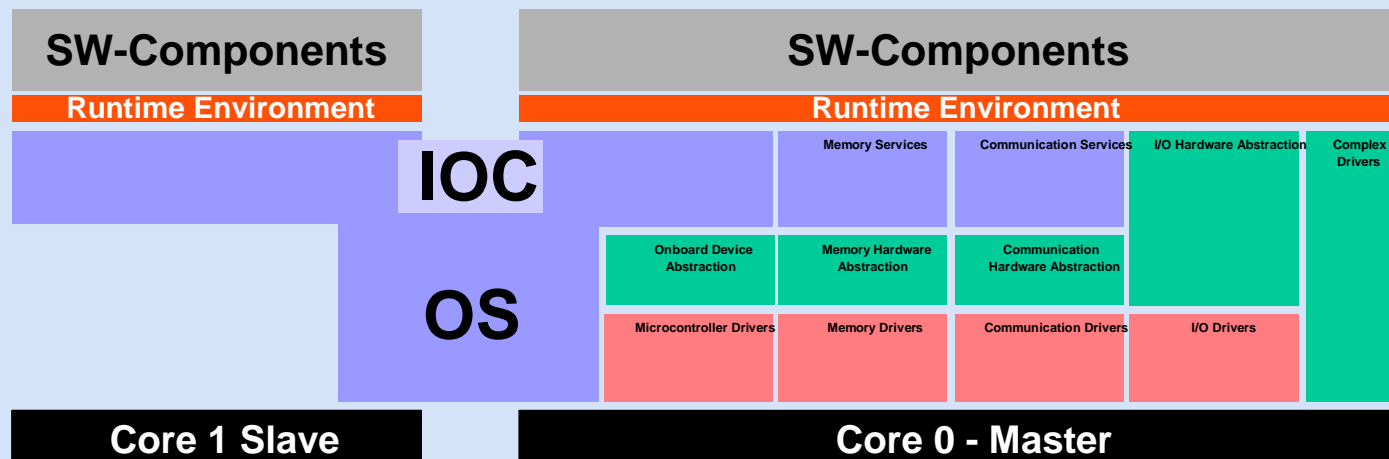 SW-Components
SW-Components
Runtime Environment
Runtime Environment
IOC
Memory Services
Communication Services
I/O Hardware Abstraction
Complex
Drivers
Onboard Device
Abstraction
Memory Hardware
Abstraction
Communication
Hardware Abstraction
OS
Microcontroller Drivers
Memory Drivers
Communication Drivers
I/O Drivers
Core 1 Slave
Core 0 - Master